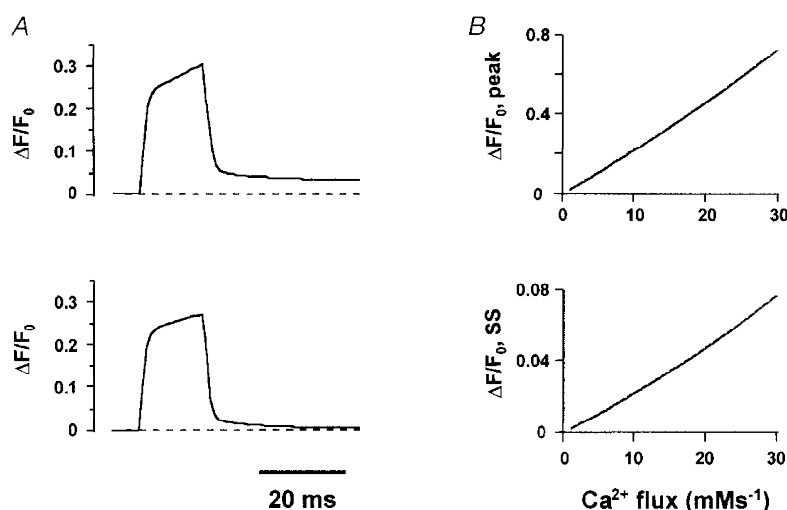 A
0.3
0.2
0.1
0
ΔF/F₀
0.3
0.2
0.1
0
ΔF/F₀
20 ms
B
0.8
0.4
0
ΔF/F₀, peak
0 10 20 30
0.08
0.04
0
ΔF/F₀, SS
0 10 20 30
Ca²⁺ flux (mMs⁻¹)